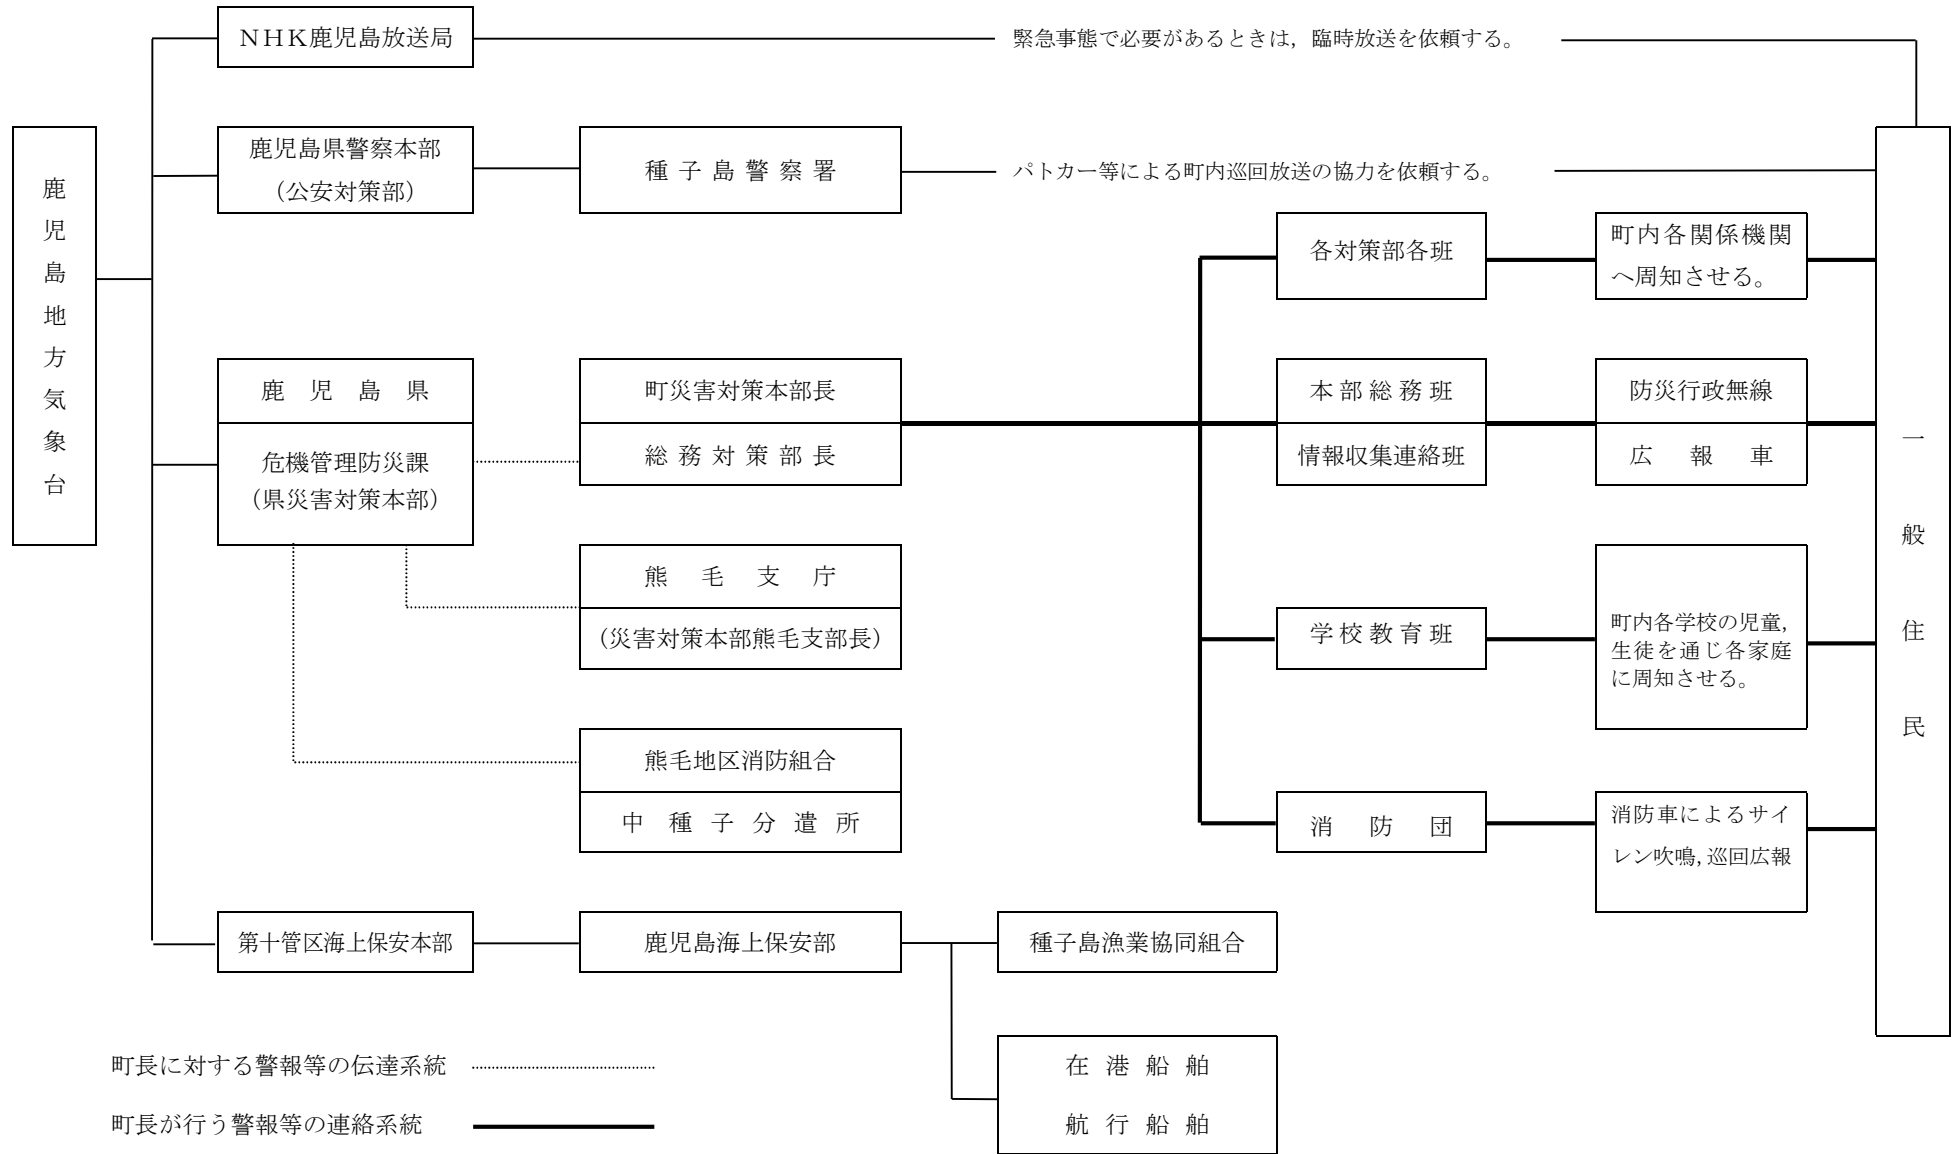 NHK鹿児島放送局
緊急事態で必要があるときは，臨時放送を依頼する。
鹿児島地方気象台
鹿児島県警察本部
（公安対策部）
種子島警察署
パトカー等による町内巡回放送の協力を依頼する。
一般住民
各対策部各班
町内各関係機関
へ周知させる。
鹿児島県
危機管理防災課
（県災害対策本部）
町災害対策本部長
総務対策部長
本部総務班
情報収集連絡班
防災行政無線
広報車
熊毛支庁
（災害対策本部熊毛支部長）
学校教育班
町内各学校の児童，
生徒を通じ各家庭
に周知させる。
熊毛地区消防組合
中種子分遣所
消防団
消防車によるサイ
レン吹鳴，巡回広報
第十管区海上保安本部
鹿児島海上保安部
種子島漁業協同組合
在港船舶
航行船舶
町長に対する警報等の伝達系統
町長が行う警報等の連絡系統